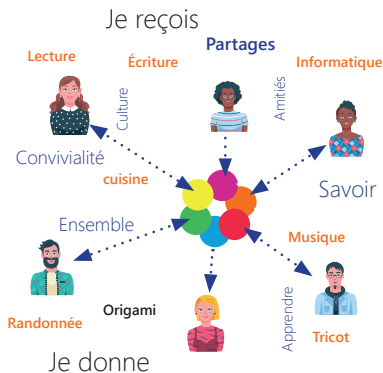 Je reçois
Partages
Lecture
Écriture
Informatique
Culture
Amitiés
Convivialité
cuisine
Savoir
Ensemble
Musique
Randonnée
Origami
Apprendre
Tricot
Je donne